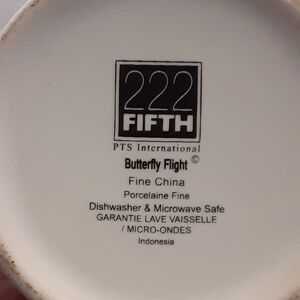 222
FIFTH
PTS International
Butterfly Flight ©
Fine China
Porcelaine Fine
Dishwasher & Microwave Safe
GARANTIE LAVE VAISSELLE
/ MICRO-ONDES
Indonesia